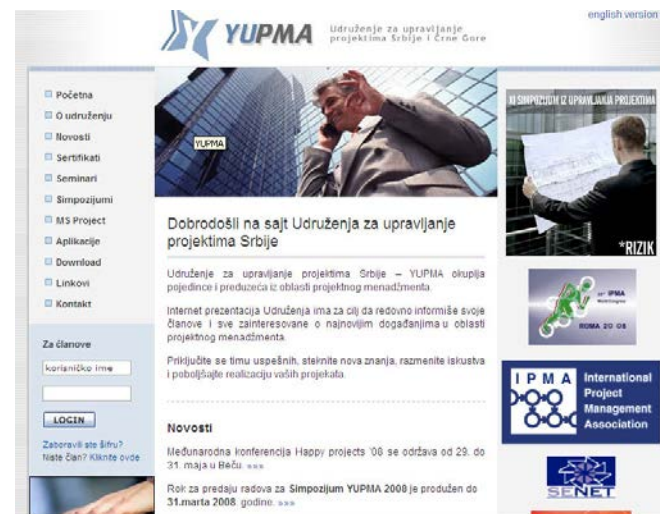 english version
YUPMA
Udruženje za upravljanje
projektima Srbije i Crne Gore
Početna
O udruženju
Novosti
Sertifikati
Seminari
Simpozijumi
MS Project
Aplikacije
Download
Linkovi
Kontakt
Za članove
korisničko ime
LOGIN
Zaboravili ste šifru?
Niste član? Kliknite ovde
YUPMA
Dobrodošli na sajt Udruženja za upravljanje
projektima Srbije
Udruženje za upravljanje projektima Srbije – YUPMA okuplja
pojedince i preduzeća iz oblasti projektnog menadžmenta.
Internet prezentacija Udruženja ima za cilj da redovno informiše svoje
članove i sve zainteresovane o najnovijim događanjima u oblasti
projektnog menadžmenta.
Priključite se timu uspešnih, steknite nova znanja, razmenite iskustva
i poboljšajte realizaciju vaših projekata.
Novosti
Međunarodna konferencija Happy projects '08 se održava od 29. do
31. maja u Beču. »»»
Rok za predaju radova za Simpozijum YUPMA 2008 je produžen do
31.marta 2008. godine. »»»
XI SIMPOZIJUM IZ UPRAVLJANJA PROJEKTIMA
*RIZIK
IPMA
ROMA 2008
IPMA
International
Project
Management
Association
SENET